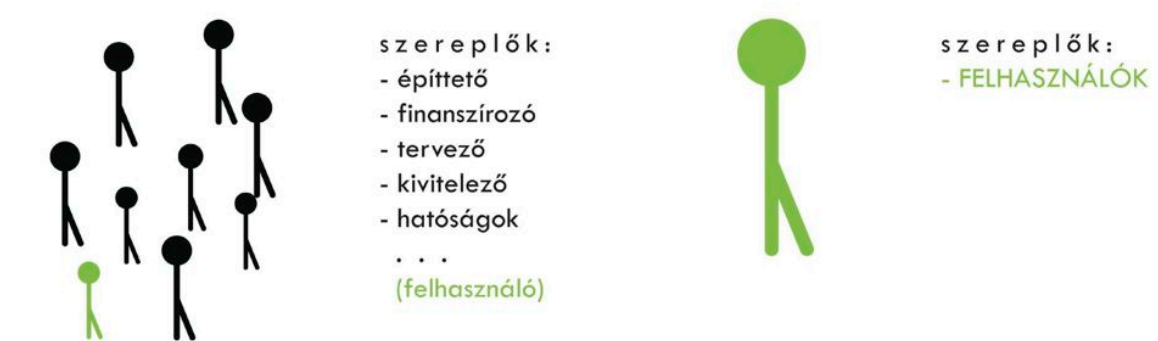 szereplők:
- építtető
- finanszírozó
- tervező
- kivitelező
- hatóságok
. . .
(felhasználó)
szereplők:
- FELHASZNÁLÓK